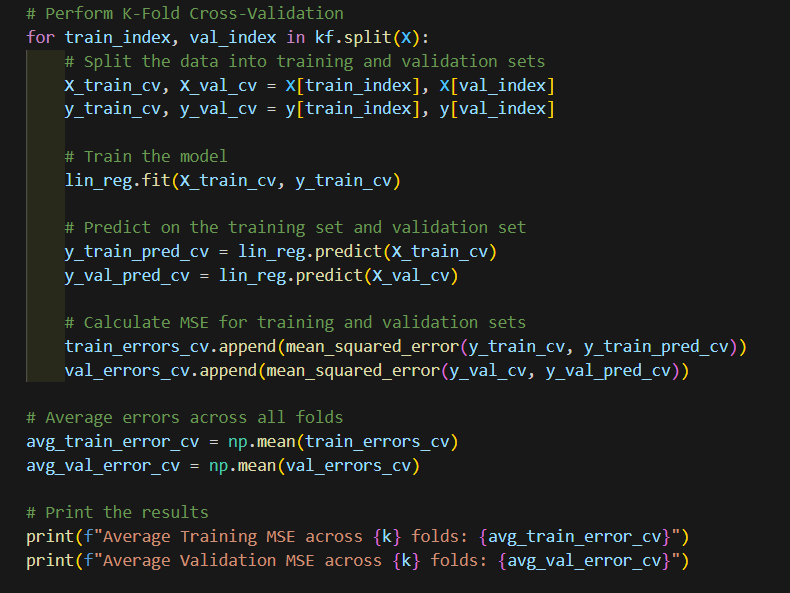 # Perform K-Fold Cross-Validation
for train_index, val_index in kf.split(X):
    # Split the data into training and validation sets
    X_train_cv, X_val_cv = X[train_index], X[val_index]
    y_train_cv, y_val_cv = y[train_index], y[val_index]

    # Train the model
    lin_reg.fit(X_train_cv, y_train_cv)

    # Predict on the training set and validation set
    y_train_pred_cv = lin_reg.predict(X_train_cv)
    y_val_pred_cv = lin_reg.predict(X_val_cv)

    # Calculate MSE for training and validation sets
    train_errors_cv.append(mean_squared_error(y_train_cv, y_train_pred_cv))
    val_errors_cv.append(mean_squared_error(y_val_cv, y_val_pred_cv))

# Average errors across all folds
avg_train_error_cv = np.mean(train_errors_cv)
avg_val_error_cv = np.mean(val_errors_cv)

# Print the results
print(f"Average Training MSE across {k} folds: {avg_train_error_cv}")
print(f"Average Validation MSE across {k} folds: {avg_val_error_cv}")